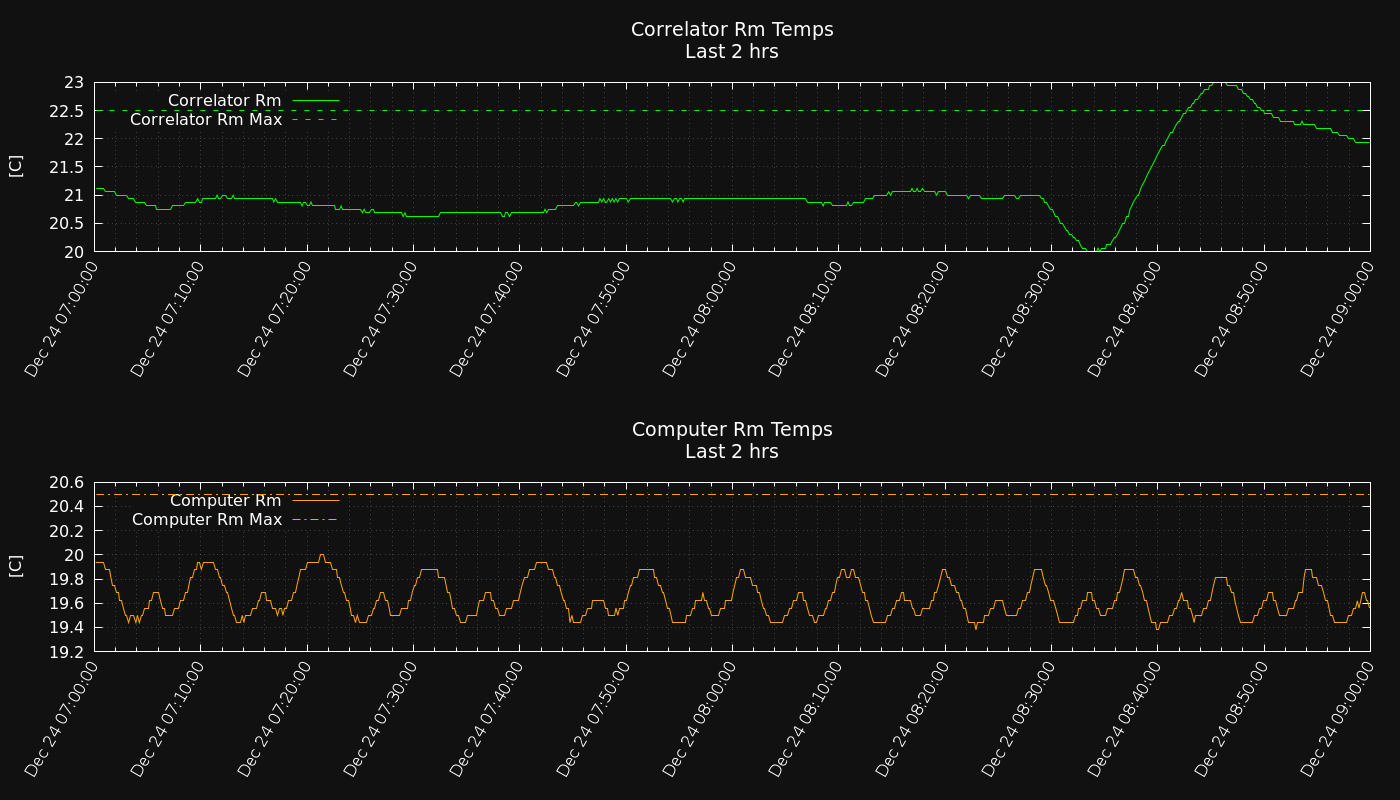 Correlator Rm Temps
Last 2 hrs
[C]
23
22.5
22
21.5
21
20.5
20
Correlator Rm
Correlator Rm Max
Dec 24 07:00:00
Dec 24 07:10:00
Dec 24 07:20:00
Dec 24 07:30:00
Dec 24 07:40:00
Dec 24 07:50:00
Dec 24 08:00:00
Dec 24 08:10:00
Dec 24 08:20:00
Dec 24 08:30:00
Dec 24 08:40:00
Dec 24 08:50:00
Dec 24 09:00:00
Computer Rm Temps
Last 2 hrs
[C]
20.6
20.4
20.2
20
19.8
19.6
19.4
19.2
Computer Rm
Computer Rm Max
Dec 24 07:00:00
Dec 24 07:10:00
Dec 24 07:20:00
Dec 24 07:30:00
Dec 24 07:40:00
Dec 24 07:50:00
Dec 24 08:00:00
Dec 24 08:10:00
Dec 24 08:20:00
Dec 24 08:30:00
Dec 24 08:40:00
Dec 24 08:50:00
Dec 24 09:00:00